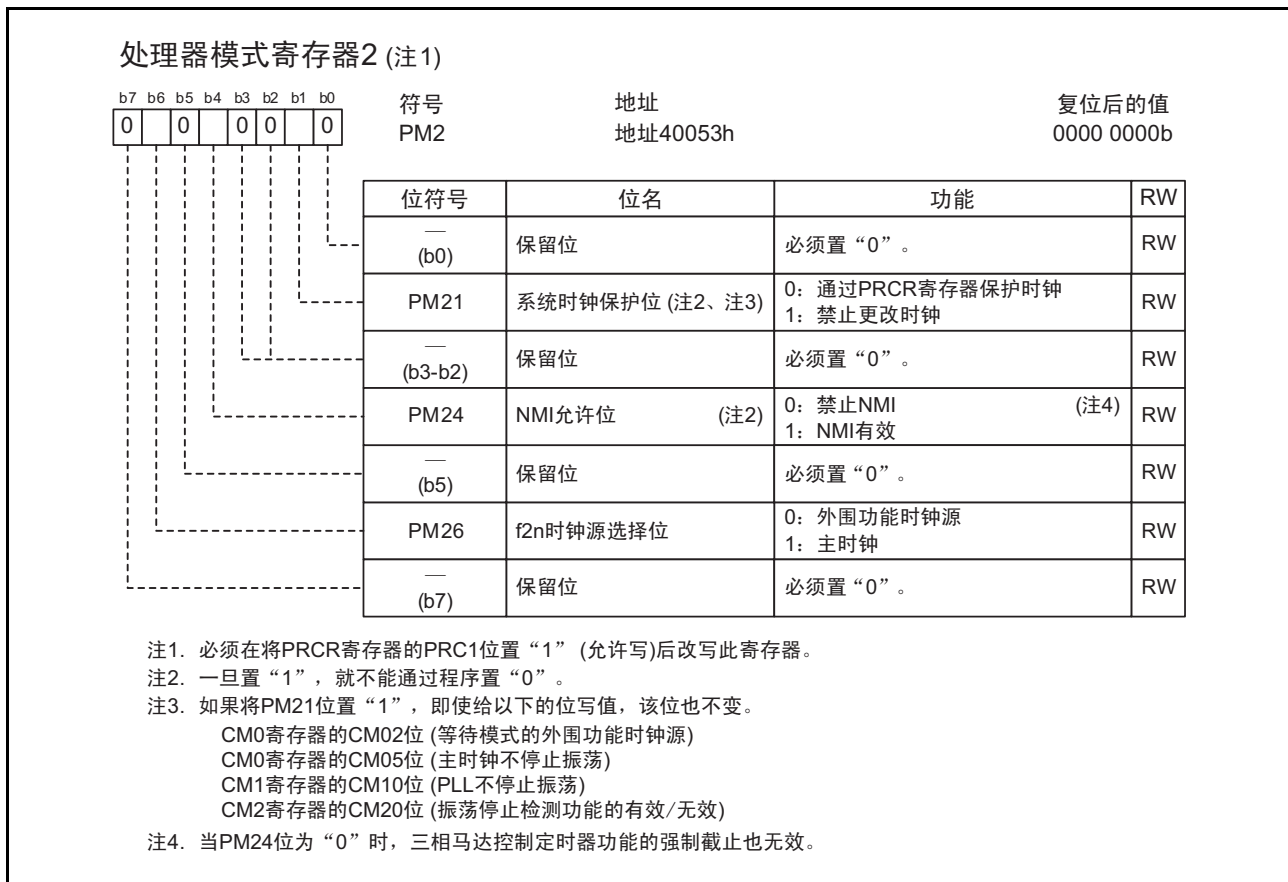 处理器模式寄存器2 (注1)
b7 b6 b5 b4 b3 b2 b1 b0
0 0 0 0 0
符号 地址 复位后的值
PM2 地址40053h 0000 0000b
位符号 位名 功能 RW
—
(b0) 保留位 必须置“0”。 RW
PM21 系统时钟保护位 (注2、注3) 0：通过PRCR寄存器保护时钟
1：禁止更改时钟 RW
—
(b3-b2) 保留位 必须置“0”。 RW
PM24 NMI允许位 (注2) 0：禁止NMI (注4)
1：NMI有效 RW
—
(b5) 保留位 必须置“0”。 RW
PM26 f2n时钟源选择位 0：外围功能时钟源
1：主时钟 RW
—
(b7) 保留位 必须置“0”。 RW
注1. 必须在将PRCR寄存器的PRC1位置“1” (允许写)后改写此寄存器。
注2. 一旦置“1”，就不能通过程序置“0”。
注3. 如果将PM21位置“1”，即使给以下的位写值，该位也不变。
CM0寄存器的CM02位 (等待模式的外围功能时钟源)
CM0寄存器的CM05位 (主时钟不停止振荡)
CM1寄存器的CM10位 (PLL不停止振荡)
CM2寄存器的CM20位 (振荡停止检测功能的有效/无效)
注4. 当PM24位为“0”时，三相马达控制定时器功能的强制截止也无效。